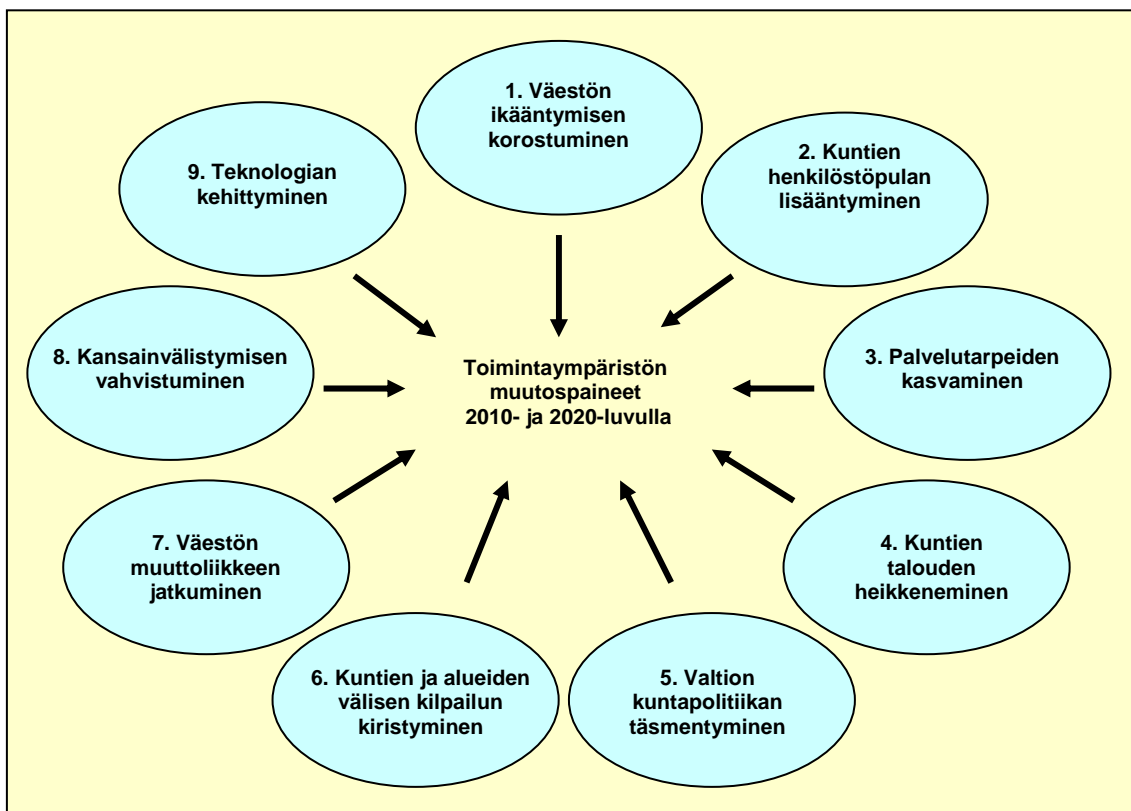 1. Väestön
ikääntymisen
korostuminen
2. Kuntien
henkilöstöpulan
lisääntyminen
3. Palvelutarpeiden
kasvaminen
4. Kuntien
talouden
heikkeneminen
5. Valtion
kuntapolitiikan
täsmentyminen
6. Kuntien ja alueiden
välisen kilpailun
kiristyminen
7. Väestön
muuttoliikkeen
jatkuminen
8. Kansainvälistymisen
vahvistuminen
9. Teknologian
kehittyminen
Toimintaympäristön
muutospaineet
2010- ja 2020-luvulla